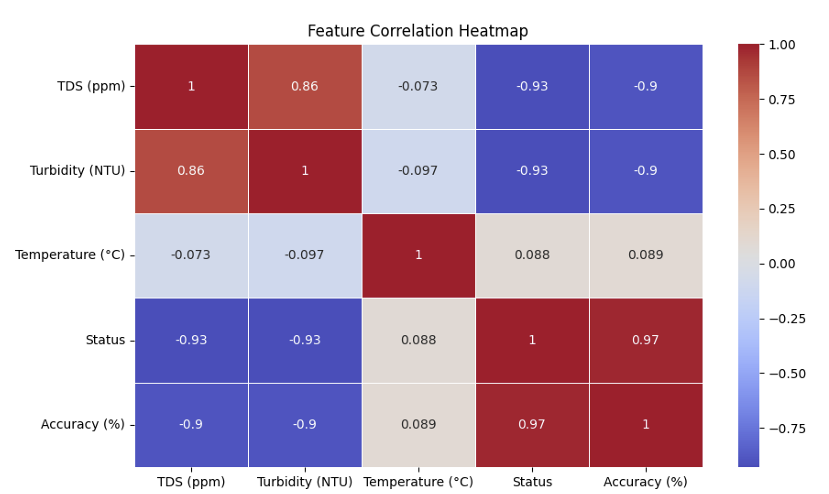 Feature Correlation Heatmap
TDS (ppm) 1 0.86 -0.073 -0.93 -0.9
Turbidity (NTU) 0.86 1 -0.097 -0.93 -0.9
Temperature (°C) -0.073 -0.097 1 0.088 0.089
Status -0.93 -0.93 0.088 1 0.97
Accuracy (%) -0.9 -0.9 0.089 0.97 1
TDS (ppm) Turbidity (NTU) Temperature (°C) Status Accuracy (%)
1.00
0.75
0.50
0.25
0.00
−0.25
−0.50
−0.75